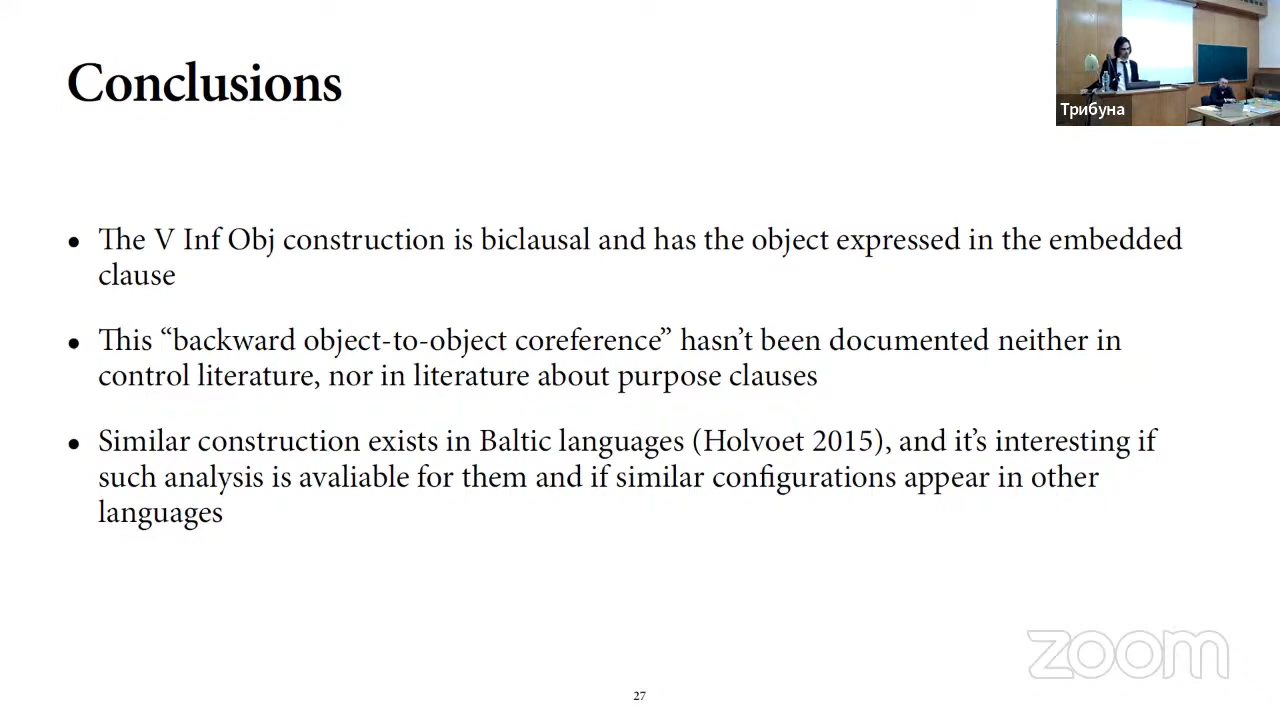 Conclusions
Трибуна
• The V Inf Obj construction is biclausal and has the object expressed in the embedded
clause
• This “backward object-to-object coreference” hasn’t been documented neither in
control literature, nor in literature about purpose clauses
• Similar construction exists in Baltic languages (Holvoet 2015), and it’s interesting if
such analysis is avaliable for them and if similar configurations appear in other
languages
zoom
27